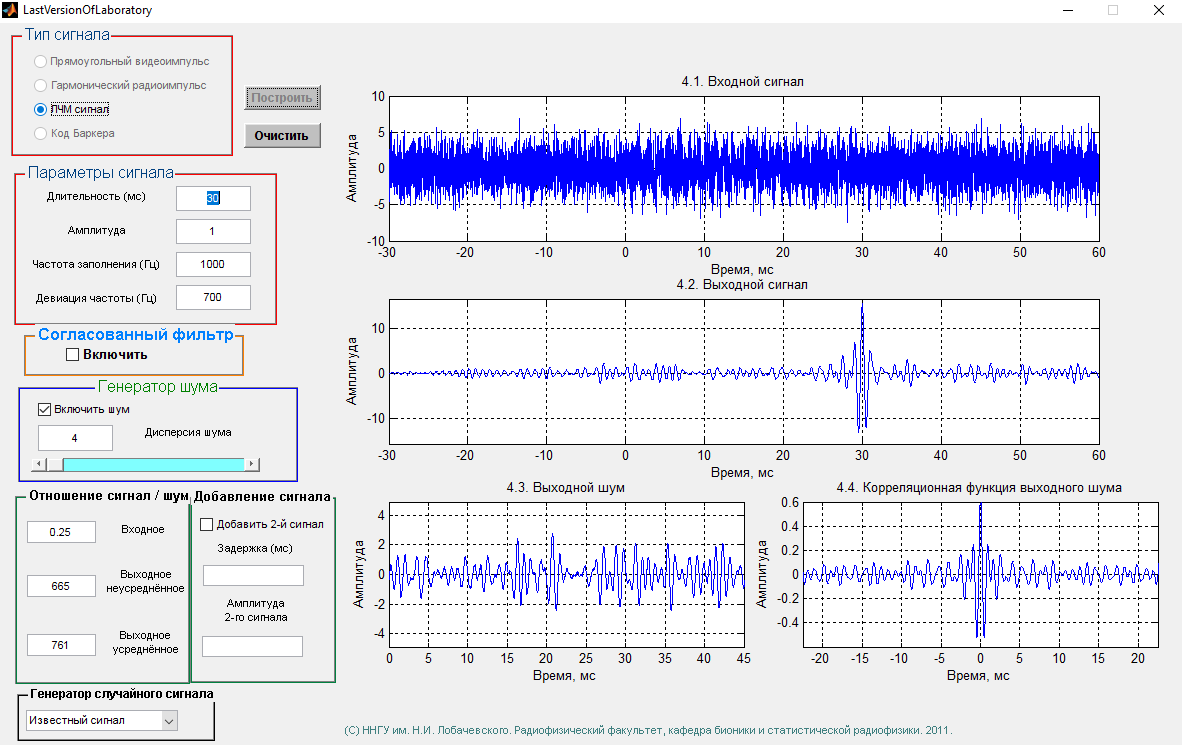 LastVersionOfLaboratory
Тип сигнала
Прямоугольный видеоимпульс
Гармонический радиоимпульс
ЛЧМ сигнал
Код Баркера
Построить
Очистить
Параметры сигнала
Длительность (мс)
30
Амплитуда
1
Частота заполнения (Гц)
1000
Девиация частоты (Гц)
700
Согласованный фильтр
Включить
Генератор шума
Включить шум
4
Дисперсия шума
Отношение сигнал / шум
0.25
Входное
665
Выходное
неусреднённое
761
Выходное
усреднённое
Добавление сигнала
Добавить 2-й сигнал
Задержка (мс)
Амплитуда
2-го сигнала
Генератор случайного сигнала
Известный сигнал
4.1. Входной сигнал
Амплитуда
10
5
0
-5
-10
-30 -20 -10 0 10 20 30 40 50 60
Время, мс
4.2. Выходной сигнал
Амплитуда
10
0
-10
-30 -20 -10 0 10 20 30 40 50 60
Время, мс
4.3. Выходной шум
Амплитуда
4
2
0
-2
-4
0 5 10 15 20 25 30 35 40 45
Время, мс
4.4. Корреляционная функция выходного шума
Амплитуда
0.6
0.4
0.2
0
-0.2
-0.4
-20 -15 -10 -5 0 5 10 15 20
Время, мс
(С) ННГУ им. Н.И. Лобачевского. Радиофизический факультет, кафедра бионики и статистической радиофизики. 2011.